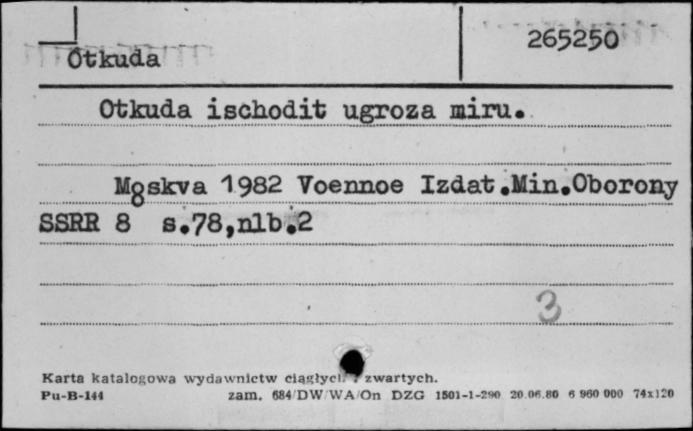 265250
Otkuda
Otkuda ischodit ugroza miru.
Moskva 1982 Voennoe Izdat.Min.Oborony
SSRR 8 s.78,nlb.2
3
Karta katalogowa wydawnictw ciągłych i zwartych.
Pu-B-144 zam. 684/DW/WA/On DZG 1501-1-290 20.06.80 6 960 000 74x120